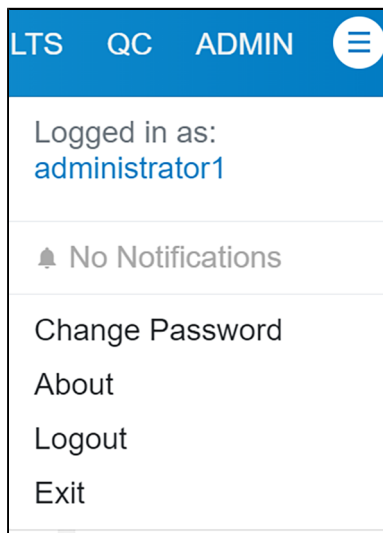 LTS QC ADMIN
Logged in as:
administrator1
No Notifications
Change Password
About
Logout
Exit